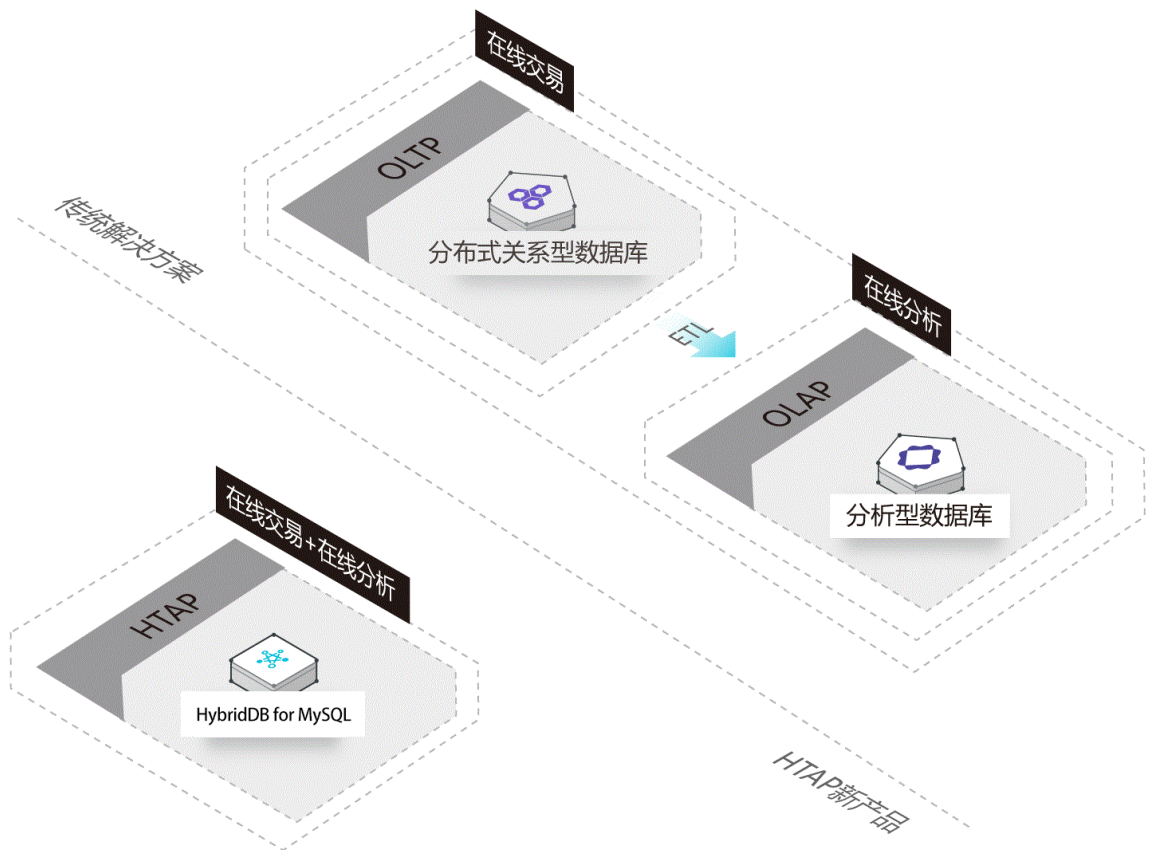 在线交易
OLTP
分布式关系型数据库
传统解决方案
ETL
在线分析
OLAP
分析型数据库
在线交易+在线分析
HTAP
HybridDB for MySQL
HTAP新产品